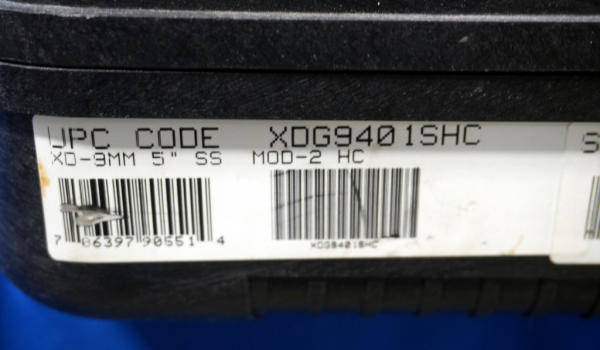 UPC CODE XDG9401SHC
XD-9MM 5" SS MOD-2 HC
7 06397 90551 4
XDG9401SHC
S